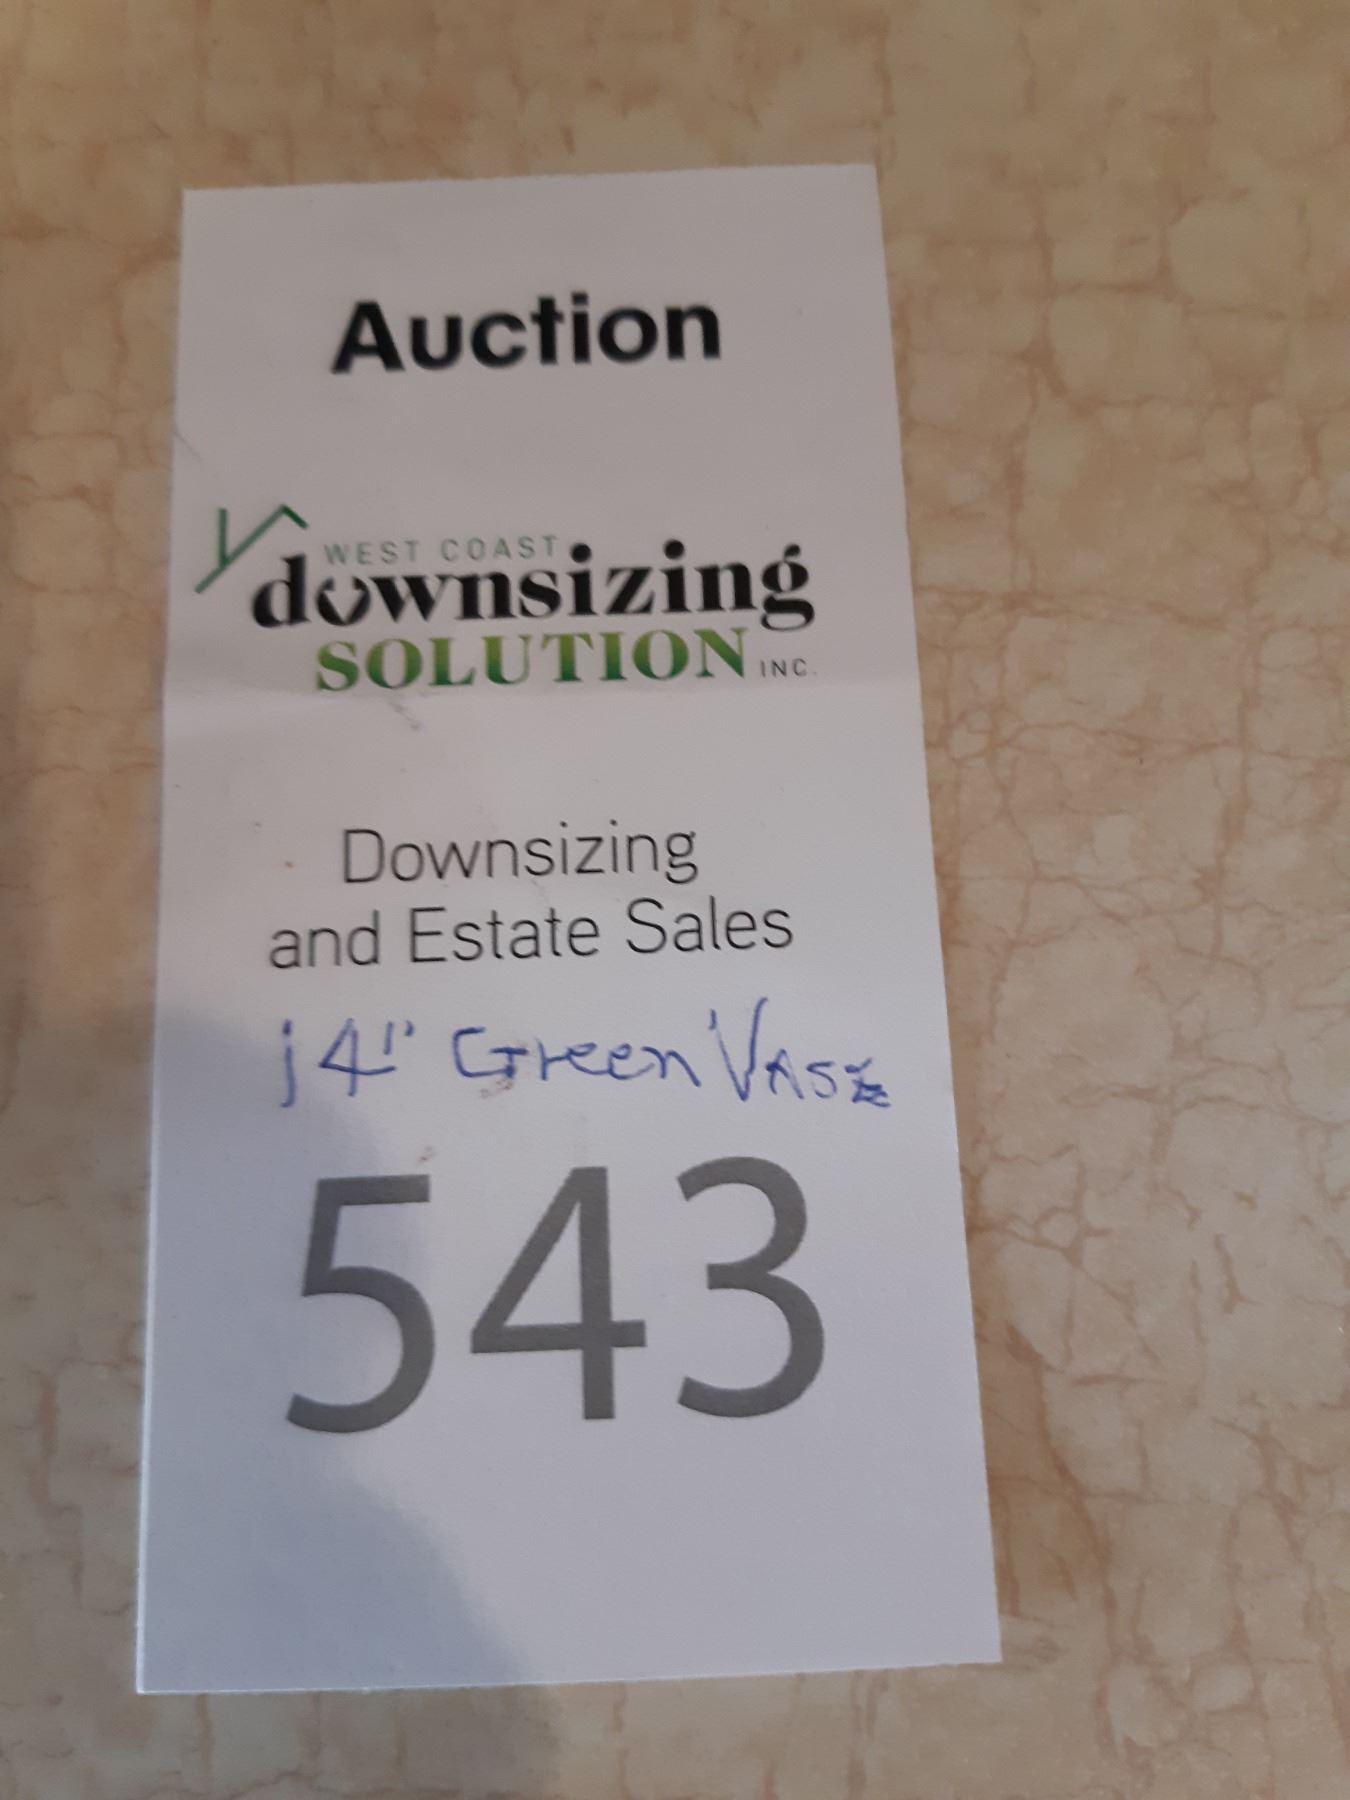 Auction
WEST COAST
downsizing
SOLUTION INC.
Downsizing
and Estate Sales
14" Green VASE
543